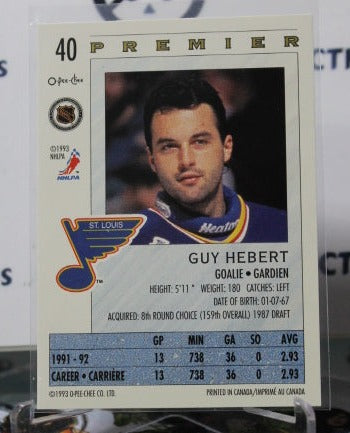 40 PREMIER
O-Pee-Chee
©1993
NHLPA
NHLPA
ST. LOUIS
TM
GUY HEBERT
GOALIE • GARDIEN
HEIGHT: 5'11" WEIGHT: 180 CATCHES: LEFT
DATE OF BIRTH: 01-07-67
ACQUIRED: 8th ROUND CHOICE (159th OVERALL) 1987 DRAFT
GP MIN GA SO AVG
1991-92 13 738 36 0 2.93
CAREER • CARRIÈRE 13 738 36 0 2.93
©1993 O-PEE-CHEE CO. LTD. PRINTED IN CANADA/IMPRIMÉ AU CANADA